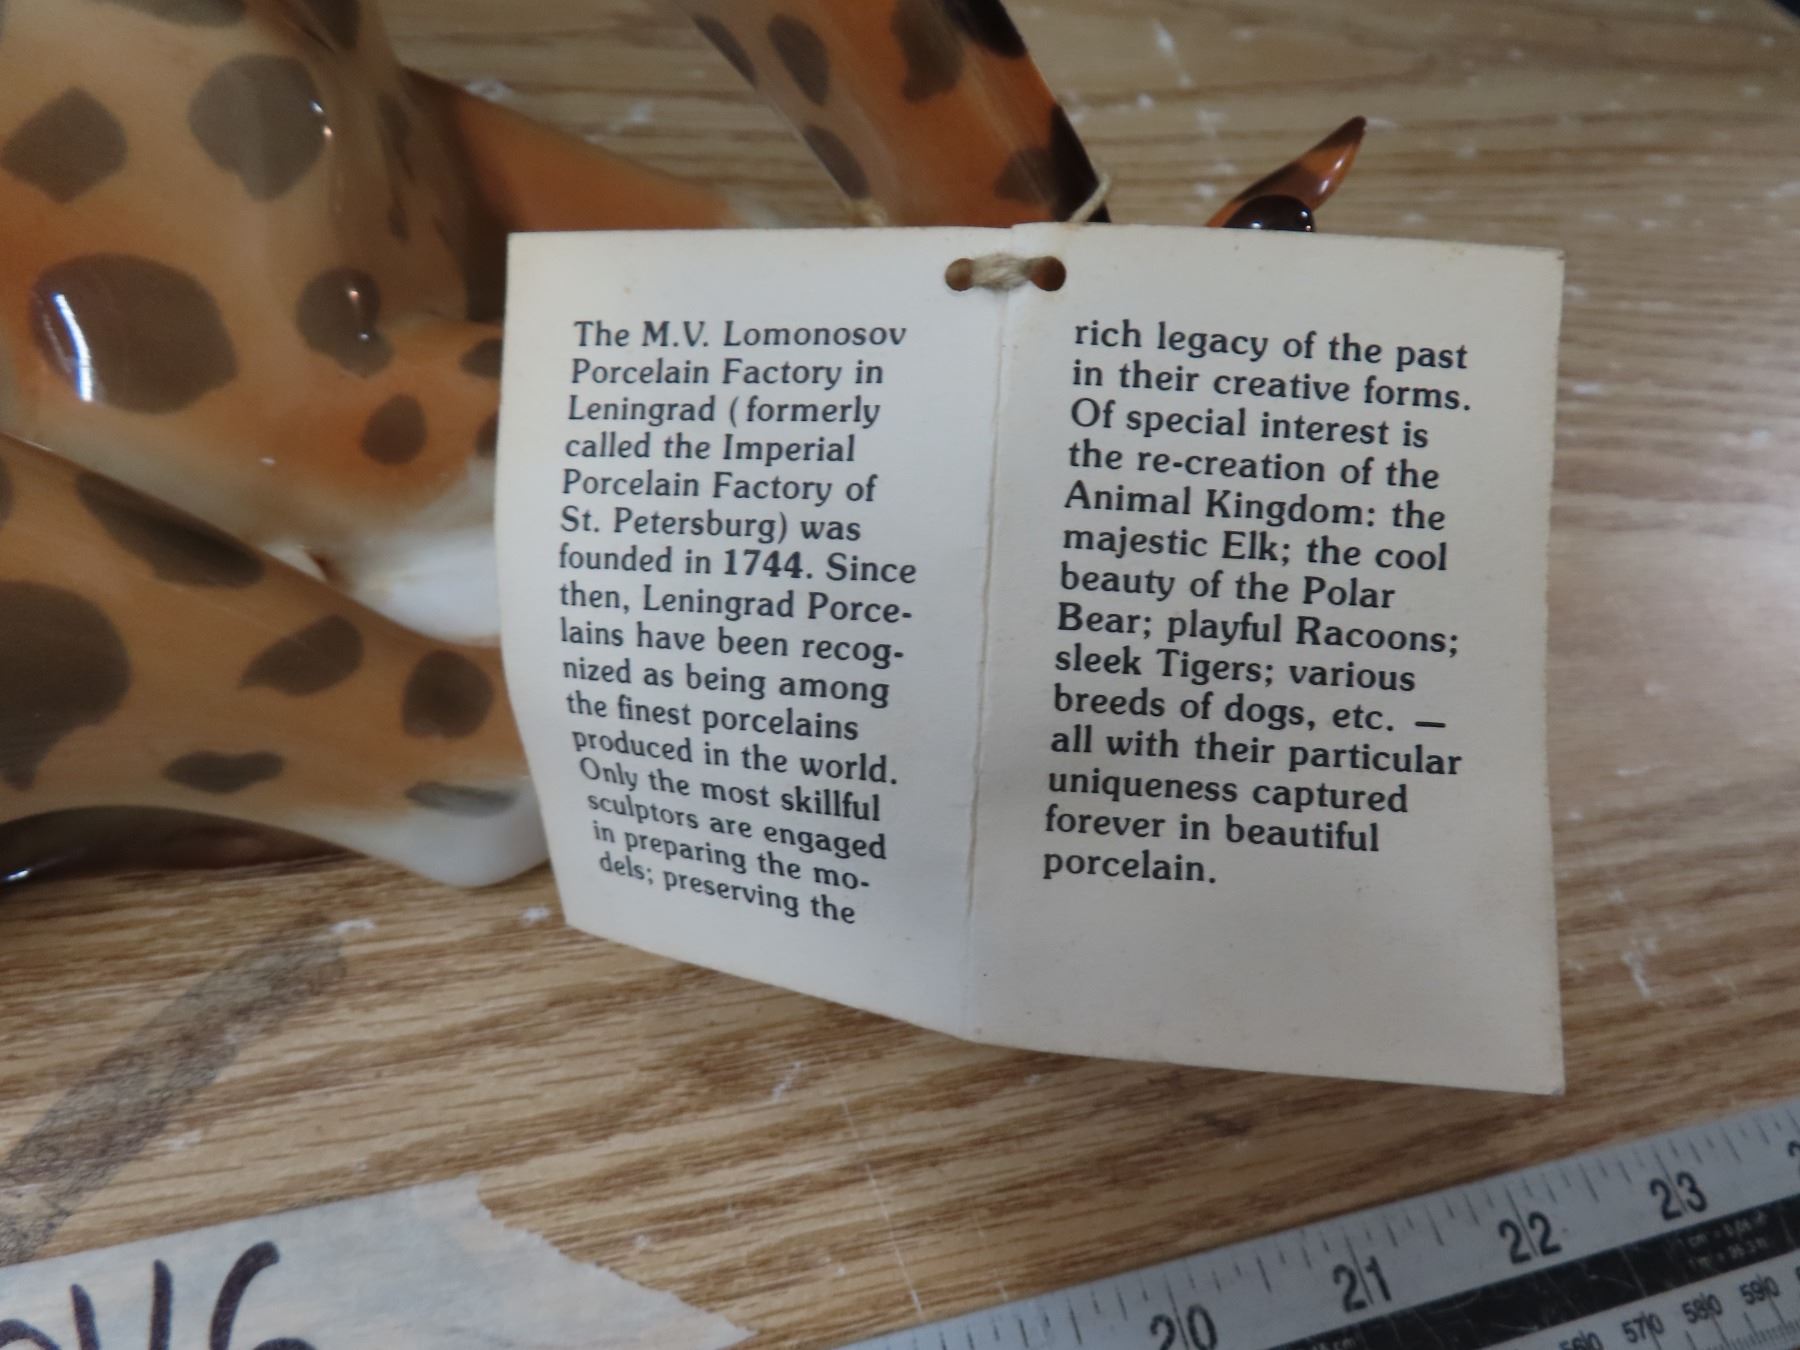 The M.V. Lomonosov
Porcelain Factory in
Leningrad (formerly
called the Imperial
Porcelain Factory of
St. Petersburg) was
founded in 1744. Since
then, Leningrad Porce-
lains have been recog-
nized as being among
the finest porcelains
produced in the world.
Only the most skillful
sculptors are engaged
in preparing the mo-
dels; preserving the
rich legacy of the past
in their creative forms.
Of special interest is
the re-creation of the
Animal Kingdom: the
majestic Elk; the cool
beauty of the Polar
Bear; playful Racoons;
sleek Tigers; various
breeds of dogs, etc. —
all with their particular
uniqueness captured
forever in beautiful
porcelain.
20 21 22 23
57 58 59